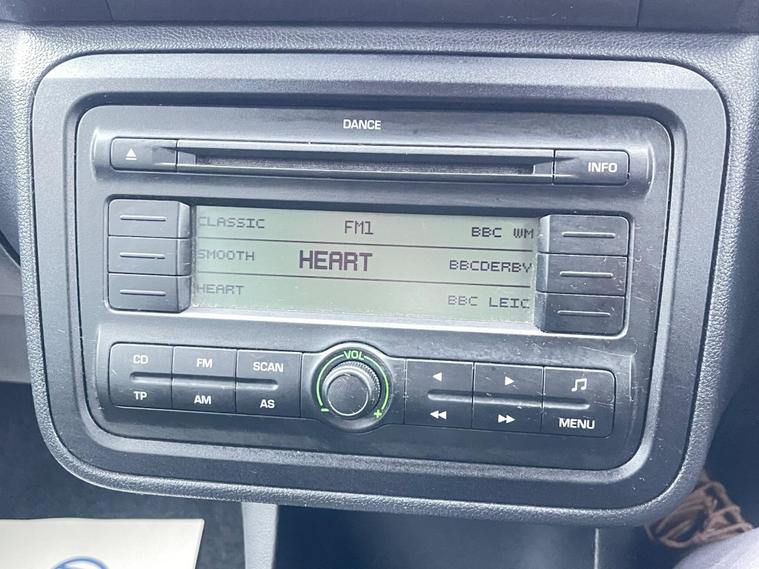 DANCE
INFO
CLASSIC FM1 BBC WM
SMOOTH HEART BBCDERBY
HEART BBC LEIC
CD FM SCAN VOL
TP AM AS MENU